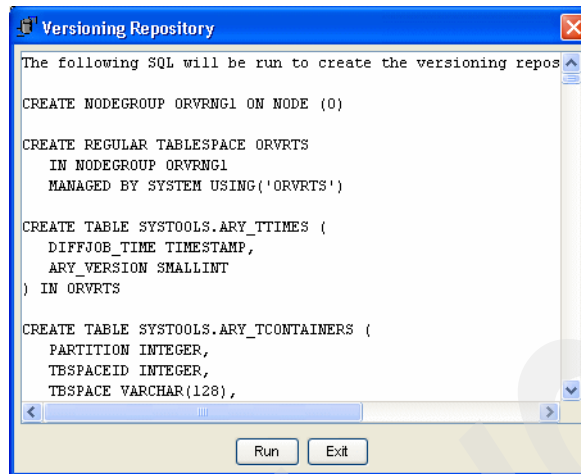 Versioning Repository
The following SQL will be run to create the versioning repos
CREATE NODEGROUP ORVRNG1 ON NODE (0)
CREATE REGULAR TABLESPACE ORVRTS
IN NODEGROUP ORVRNG1
MANAGED BY SYSTEM USING('ORVRTS')
CREATE TABLE SYSTOOLS.ARY_TTIMES (
DIFFJOB_TIME TIMESTAMP,
ARY_VERSION SMALLINT
) IN ORVRTS
CREATE TABLE SYSTOOLS.ARY_TCONTAINERS (
PARTITION INTEGER,
TBSPACEID INTEGER,
TBSPACE VARCHAR(128),
Run Exit